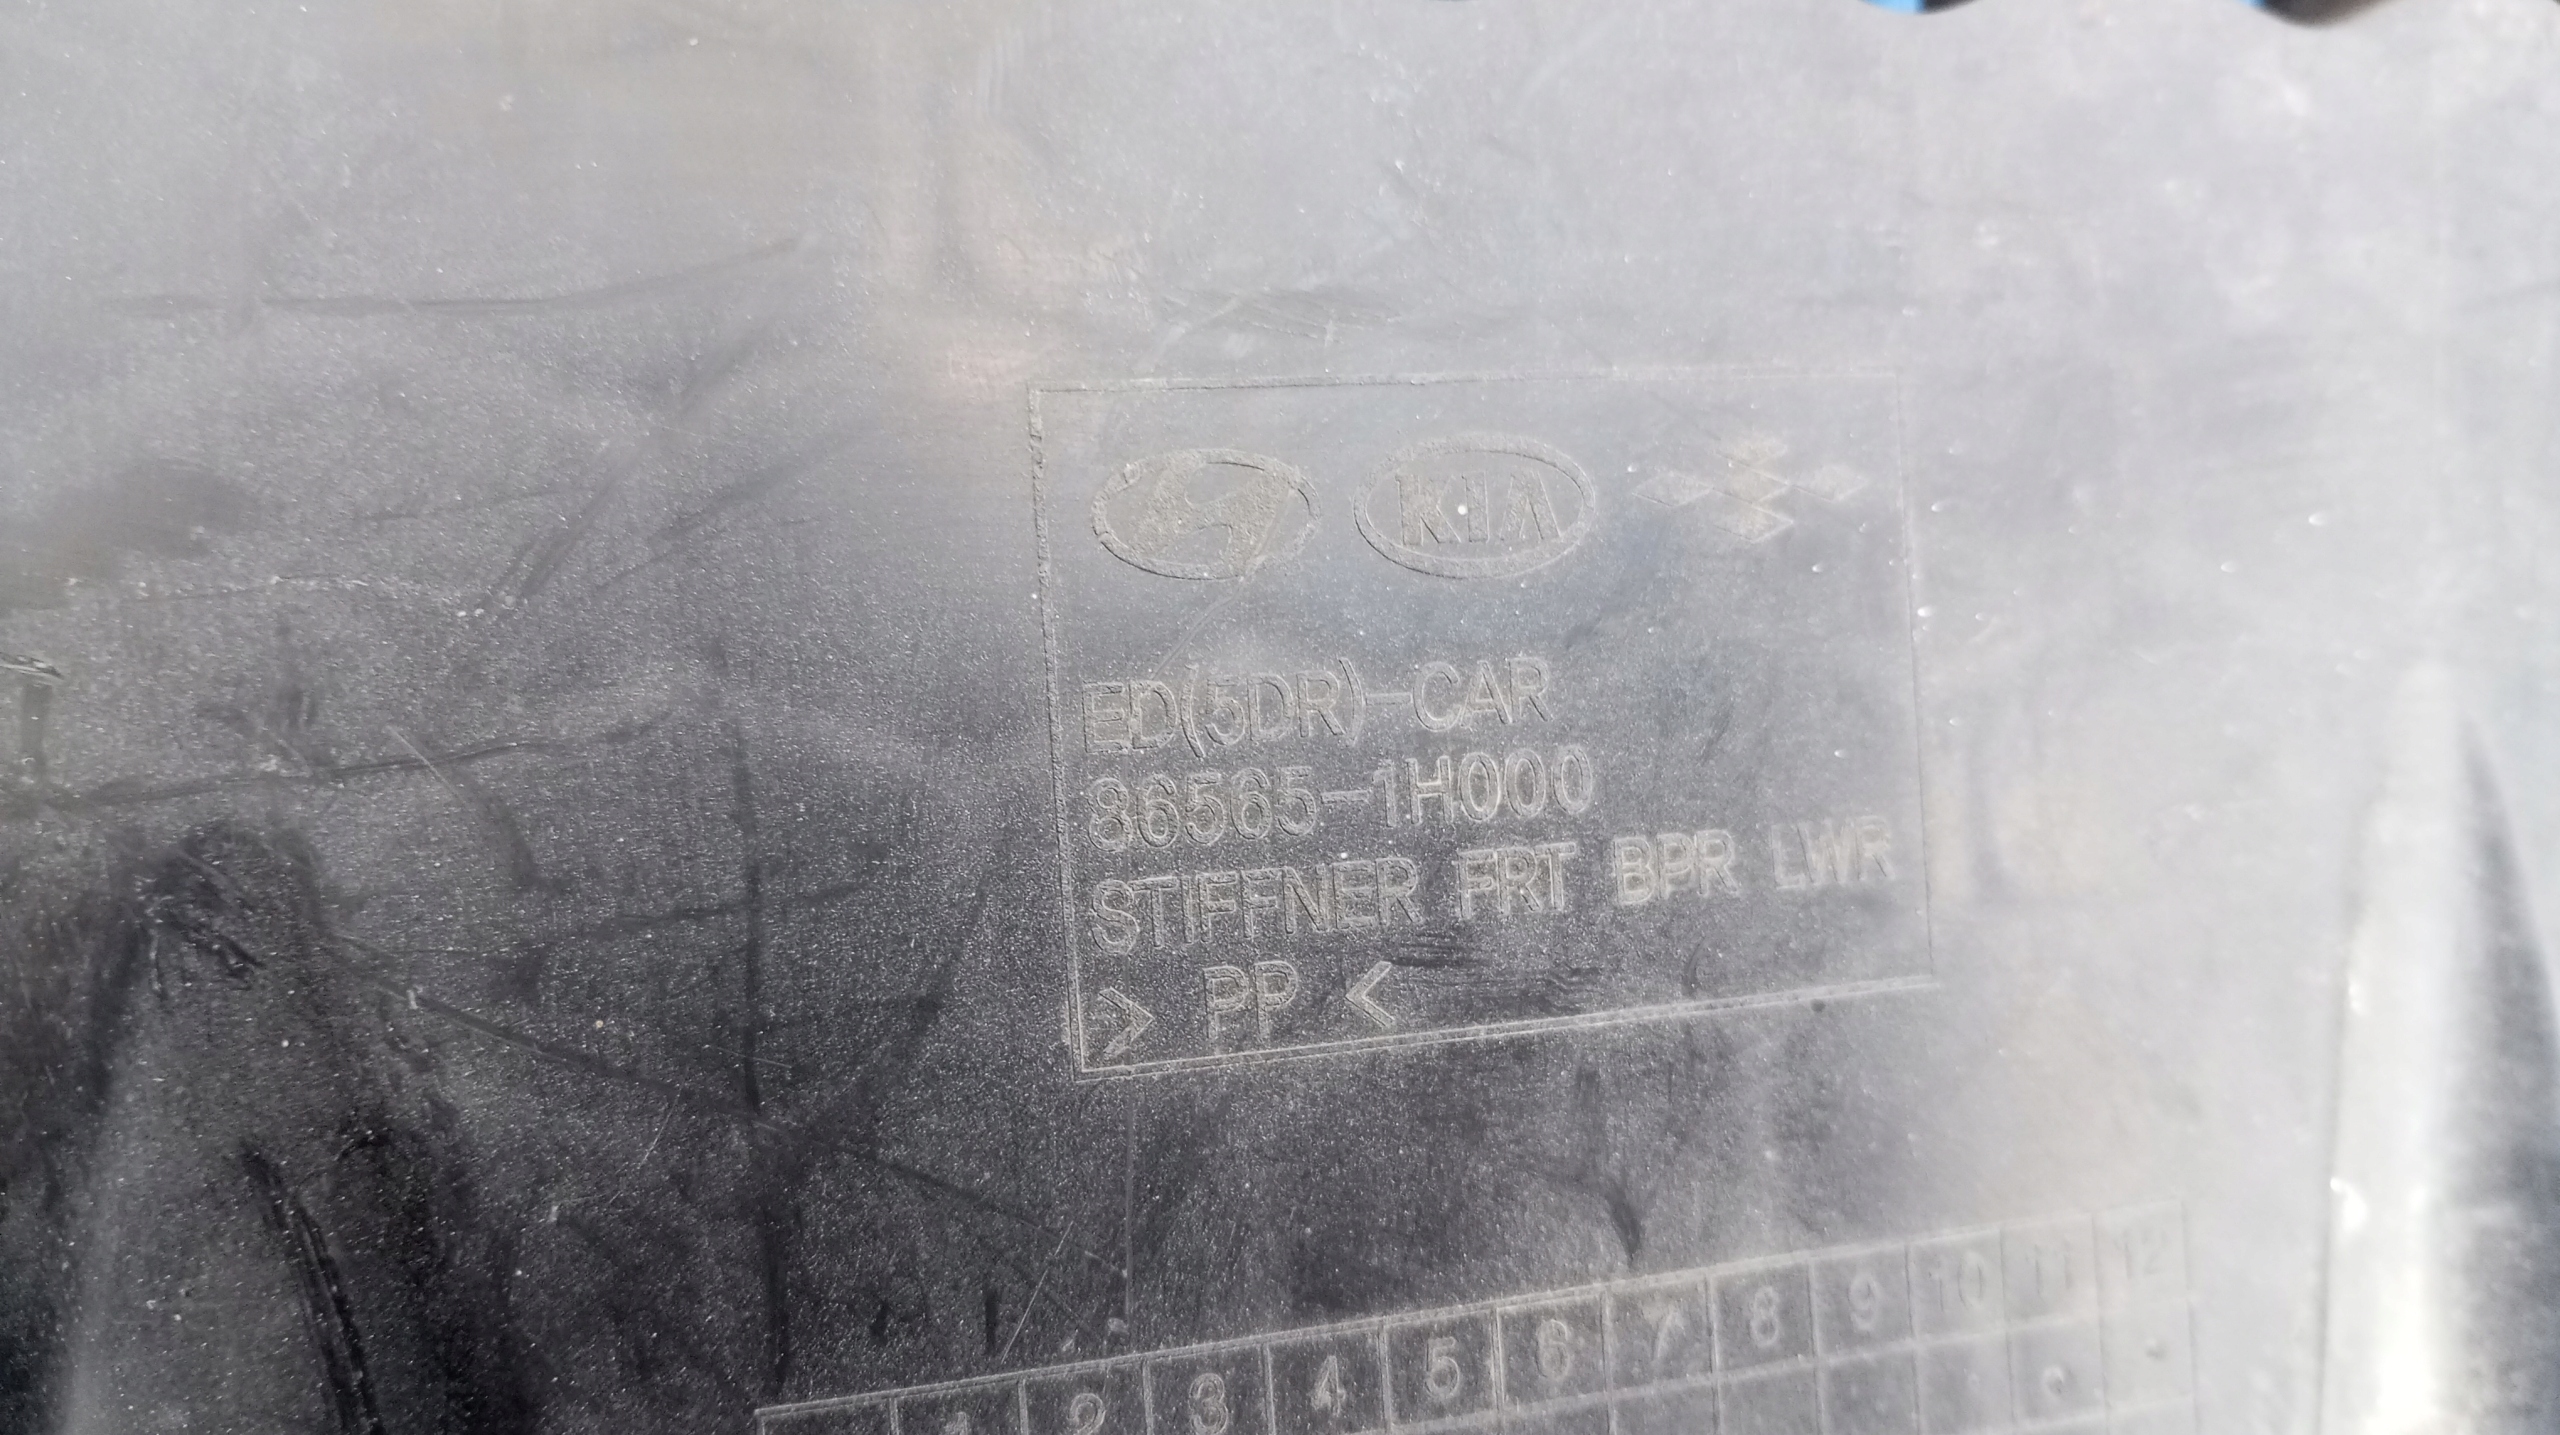 KIA
ED(5DR)-CAR
86565-1H000
STIFFNER FRT BPR LWR
> PP <
1 2 3 4 5 6 7 8 9 10 11 12